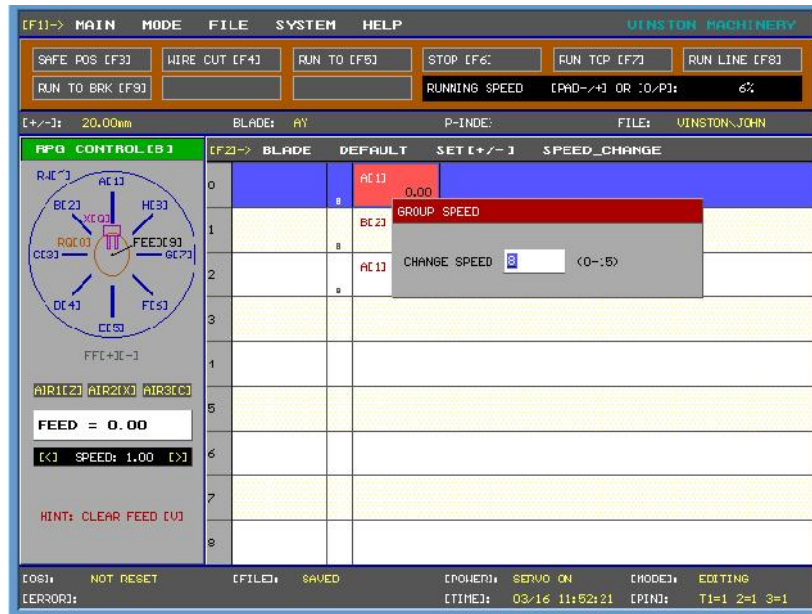 [F1]-> MAIN MODE FILE SYSTEM HELP VINSTON MACHINERY
SAFE POS [F3] WIRE CUT [F4] RUN TO [F5] STOP [F6] RUN TCP [F7] RUN LINE [F8]
RUN TO BRK [F9] RUNNING SPEED [PAD-/+] OR [O/P]: 6%
[+/-]: 20.00mm BLADE: AY P-INDE: FILE: VINSTON\JOHN
[F2]-> BLADE DEFAULT SET[+/-] SPEED_CHANGE
A[1]
B[2] H[3]
X[Q]
RQ[O] FEE[9]
C[3] G[7]
D[4] F[6]
E[5]
FF[+][-]
AIR1[Z] AIR2[X] AIR3[C]
FEED = 0.00
[<] SPEED: 1.00 [>]
HINT: CLEAR FEED [V]
0 8 A[1] 0.00
1 8 B[2]
2 A[1]
3
4
5
6
7
8
GROUP SPEED
CHANGE SPEED 8 (0-15)
[OS]: NOT RESET [FILE]: SAVED [POWER]: SERVO ON [MODE]: EDITING
[ERROR]: [TIME]: 03/16 11:52:21 [PIN]: T1=1 2=1 3=1